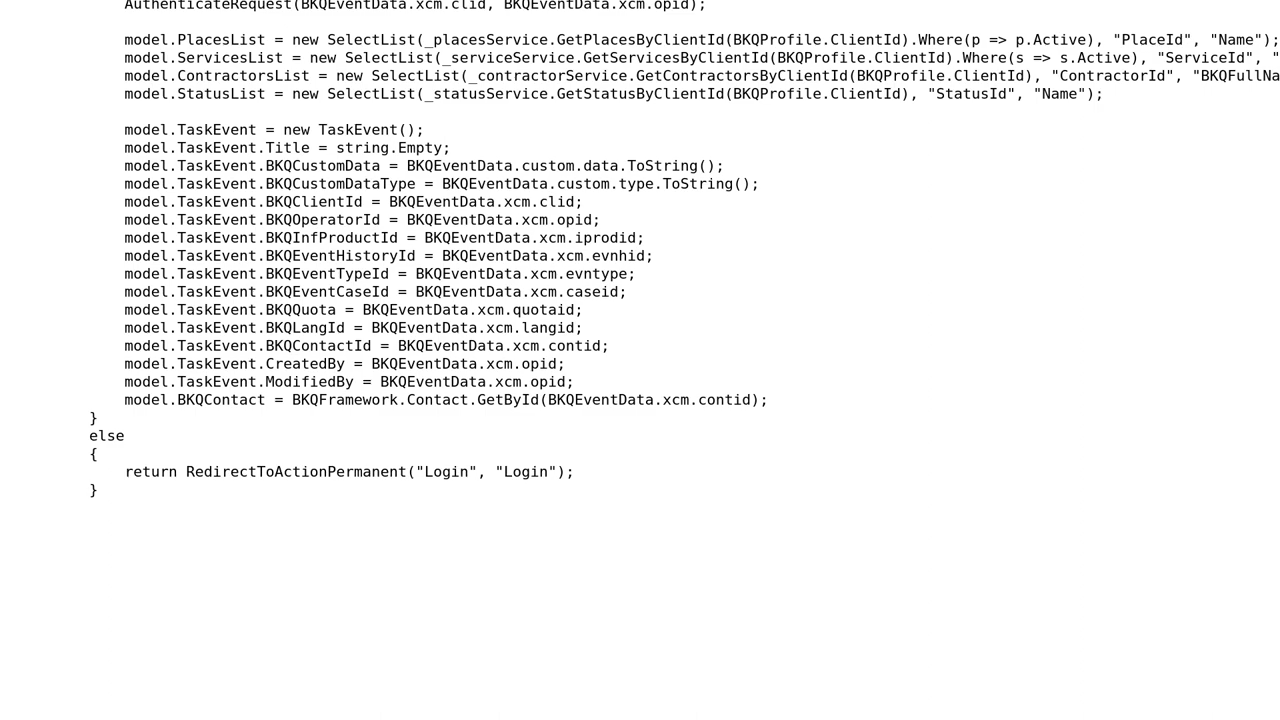 AuthenticateRequest(BKQEventData.xcm.clid, BKQEventData.xcm.opid);
model.PlacesList = new SelectList(_placesService.GetPlacesByClientId(BKQProfile.ClientId).Where(p => p.Active), "PlaceId", "Name");
model.ServicesList = new SelectList(_serviceService.GetServicesByClientId(BKQProfile.ClientId).Where(s => s.Active), "ServiceId", "
model.ContractorsList = new SelectList(_contractorService.GetContractorsByClientId(BKQProfile.ClientId), "ContractorId", "BKQFullNa
model.StatusList = new SelectList(_statusService.GetStatusByClientId(BKQProfile.ClientId), "StatusId", "Name");
model.TaskEvent = new TaskEvent();
model.TaskEvent.Title = string.Empty;
model.TaskEvent.BKQCustomData = BKQEventData.custom.data.ToString();
model.TaskEvent.BKQCustomDataType = BKQEventData.custom.type.ToString();
model.TaskEvent.BKQClientId = BKQEventData.xcm.clid;
model.TaskEvent.BKQOperatorId = BKQEventData.xcm.opid;
model.TaskEvent.BKQInfProductId = BKQEventData.xcm.iprodid;
model.TaskEvent.BKQEventHistoryId = BKQEventData.xcm.evnhid;
model.TaskEvent.BKQEventTypeId = BKQEventData.xcm.evntype;
model.TaskEvent.BKQEventCaseId = BKQEventData.xcm.caseid;
model.TaskEvent.BKQQuota = BKQEventData.xcm.quotaid;
model.TaskEvent.BKQLangId = BKQEventData.xcm.langid;
model.TaskEvent.BKQContactId = BKQEventData.xcm.contid;
model.TaskEvent.CreatedBy = BKQEventData.xcm.opid;
model.TaskEvent.ModifiedBy = BKQEventData.xcm.opid;
model.BKQContact = BKQFramework.Contact.GetById(BKQEventData.xcm.contid);
}
else
{
return RedirectToActionPermanent("Login", "Login");
}